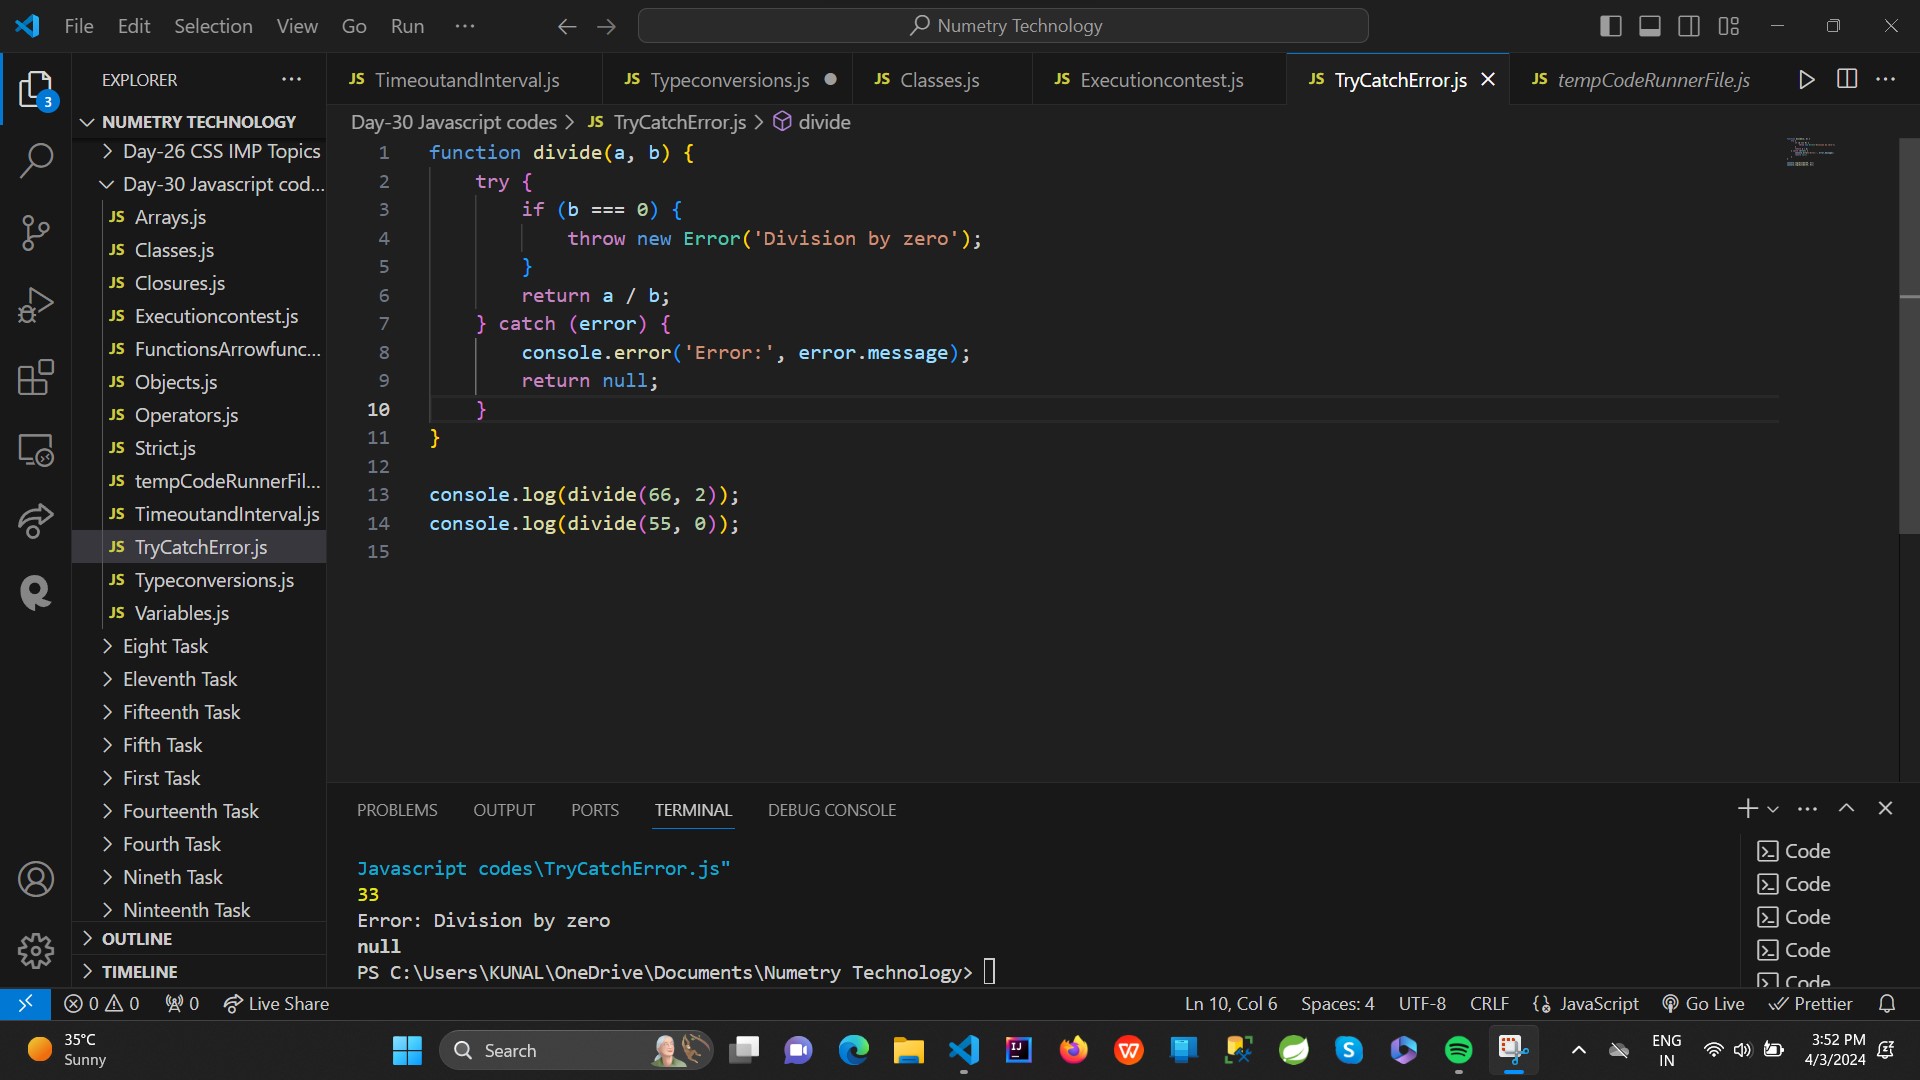 File Edit Selection View Go Run ···
Numetry Technology
EXPLORER
JS TimeoutandInterval.js
JS Typeconversions.js
JS Classes.js
JS Executioncontest.js
JS TryCatchError.js
JS tempCodeRunnerFile.js
3
NUMETRY TECHNOLOGY
Day-26 CSS IMP Topics
Day-30 Javascript cod...
JS Arrays.js
JS Classes.js
JS Closures.js
JS Executioncontest.js
JS FunctionsArrowfunc...
JS Objects.js
JS Operators.js
JS Strict.js
JS tempCodeRunnerFil...
JS TimeoutandInterval.js
JS TryCatchError.js
JS Typeconversions.js
JS Variables.js
Eight Task
Eleventh Task
Fifteenth Task
Fifth Task
First Task
Fourteenth Task
Fourth Task
Nineth Task
Ninteenth Task
OUTLINE
TIMELINE
Day-30 Javascript codes > JS TryCatchError.js > divide
1 function divide(a, b) {
2 try {
3 if (b === 0) {
4 throw new Error('Division by zero');
5 }
6 return a / b;
7 } catch (error) {
8 console.error('Error:', error.message);
9 return null;
10 }
11 }
12
13 console.log(divide(66, 2));
14 console.log(divide(55, 0));
15
PROBLEMS OUTPUT PORTS TERMINAL DEBUG CONSOLE
Javascript codes\TryCatchError.js"
33
Error: Division by zero
null
PS C:\Users\KUNAL\OneDrive\Documents\Numetry Technology>
Code
Code
Code
Code
Code
0 0 0 Live Share
Ln 10, Col 6 Spaces: 4 UTF-8 CRLF {} JavaScript Go Live Prettier
35°C
Sunny
Search
ENG
IN
3:52 PM
4/3/2024